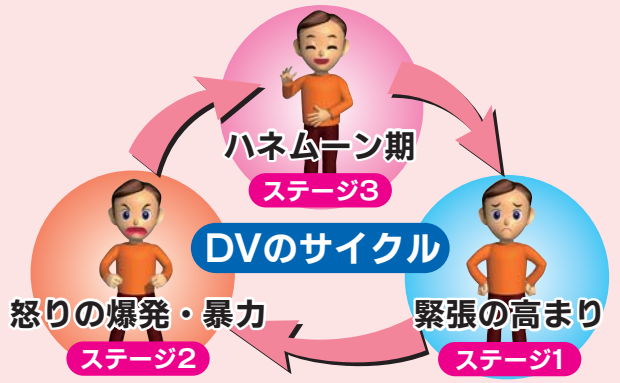 ハネムーン期
ステージ3
DVのサイクル
怒りの爆発・暴力
ステージ2
緊張の高まり
ステージ1